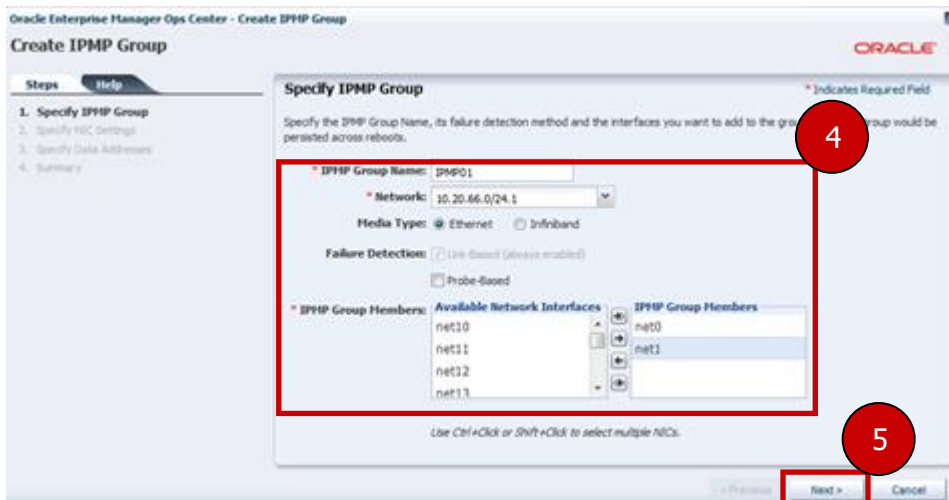 Oracle Enterprise Manager Ops Center - Create IPMP Group
Create IPMP Group
ORACLE
Steps Help
1. Specify IPMP Group
2. Specify NIC Settings
3. Specify Data Addresses
4. Summary
Specify IPMP Group
* Indicates Required Field
Specify the IPMP Group Name, its failure detection method and the interfaces you want to add to the group would be
persisted across reboots.
4
* IPMP Group Name: IPMP01
* Network: 10.20.66.0/24.1
Media Type: Ethernet Infiniband
Failure Detection: Link-Based (always enabled)
Probe-Based
* IPMP Group Members: Available Network Interfaces IPMP Group Members
net10 net0
net11 net1
net12
net13
Use Ctrl+Click or Shift+Click to select multiple NICs.
5
< Previous Next > Cancel